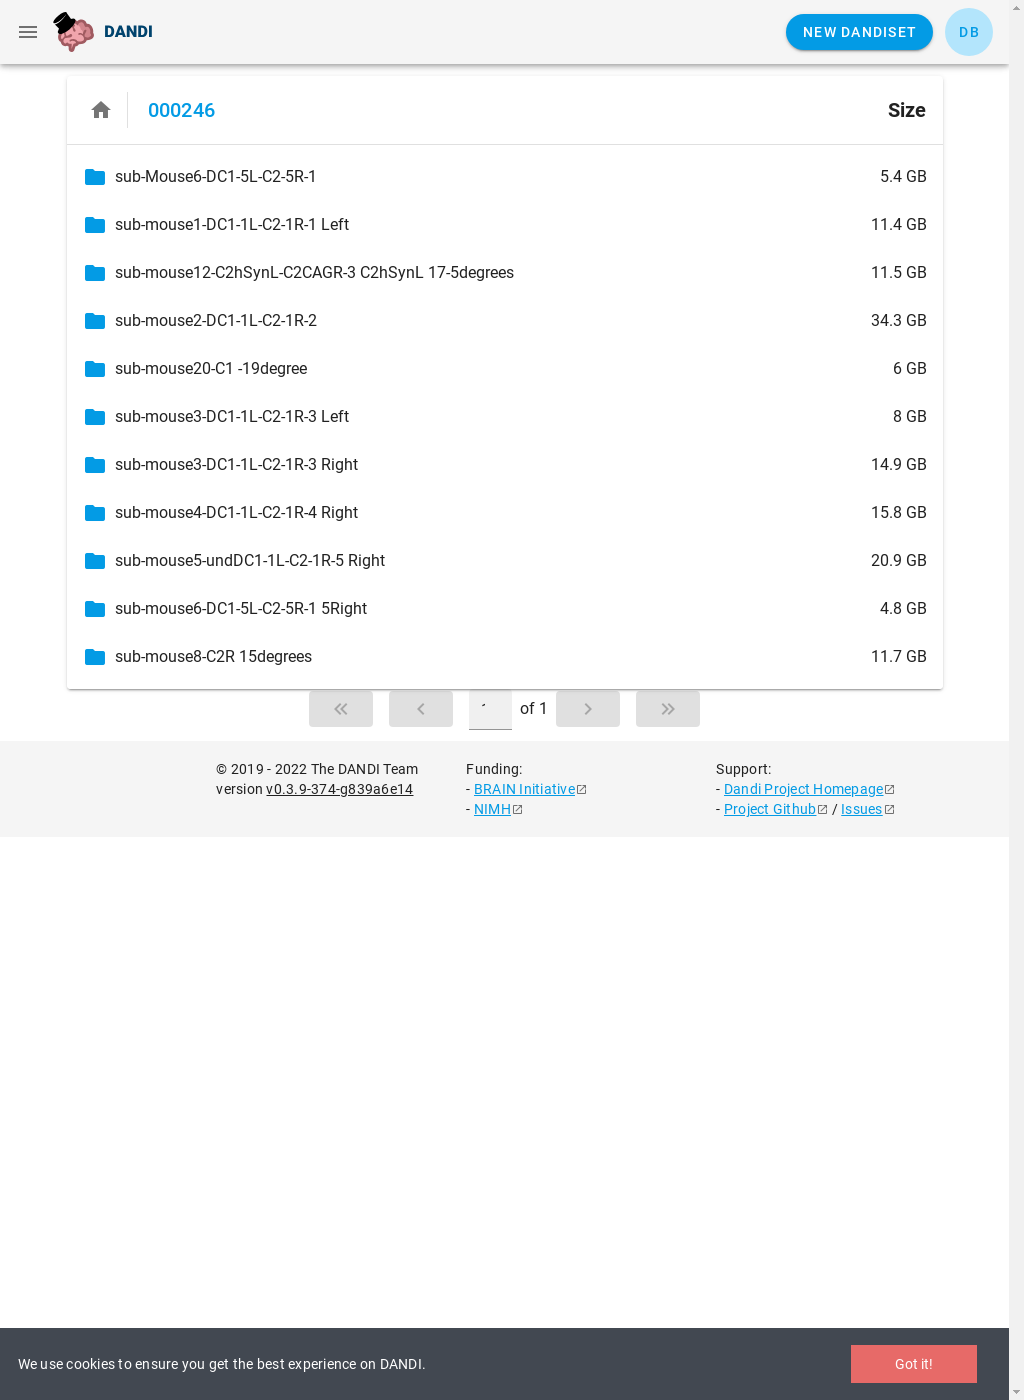 DANDI
NEW DANDISET
DB
000246
Size
sub-Mouse6-DC1-5L-C2-5R-1 5.4 GB
sub-mouse1-DC1-1L-C2-1R-1 Left 11.4 GB
sub-mouse12-C2hSynL-C2CAGR-3 C2hSynL 17-5degrees 11.5 GB
sub-mouse2-DC1-1L-C2-1R-2 34.3 GB
sub-mouse20-C1 -19degree 6 GB
sub-mouse3-DC1-1L-C2-1R-3 Left 8 GB
sub-mouse3-DC1-1L-C2-1R-3 Right 14.9 GB
sub-mouse4-DC1-1L-C2-1R-4 Right 15.8 GB
sub-mouse5-undDC1-1L-C2-1R-5 Right 20.9 GB
sub-mouse6-DC1-5L-C2-5R-1 5Right 4.8 GB
sub-mouse8-C2R 15degrees 11.7 GB
of 1
© 2019 - 2022 The DANDI Team
version v0.3.9-374-g839a6e14
Funding:
- BRAIN Initiative
- NIMH
Support:
- Dandi Project Homepage
- Project Github / Issues
We use cookies to ensure you get the best experience on DANDI.
Got it!